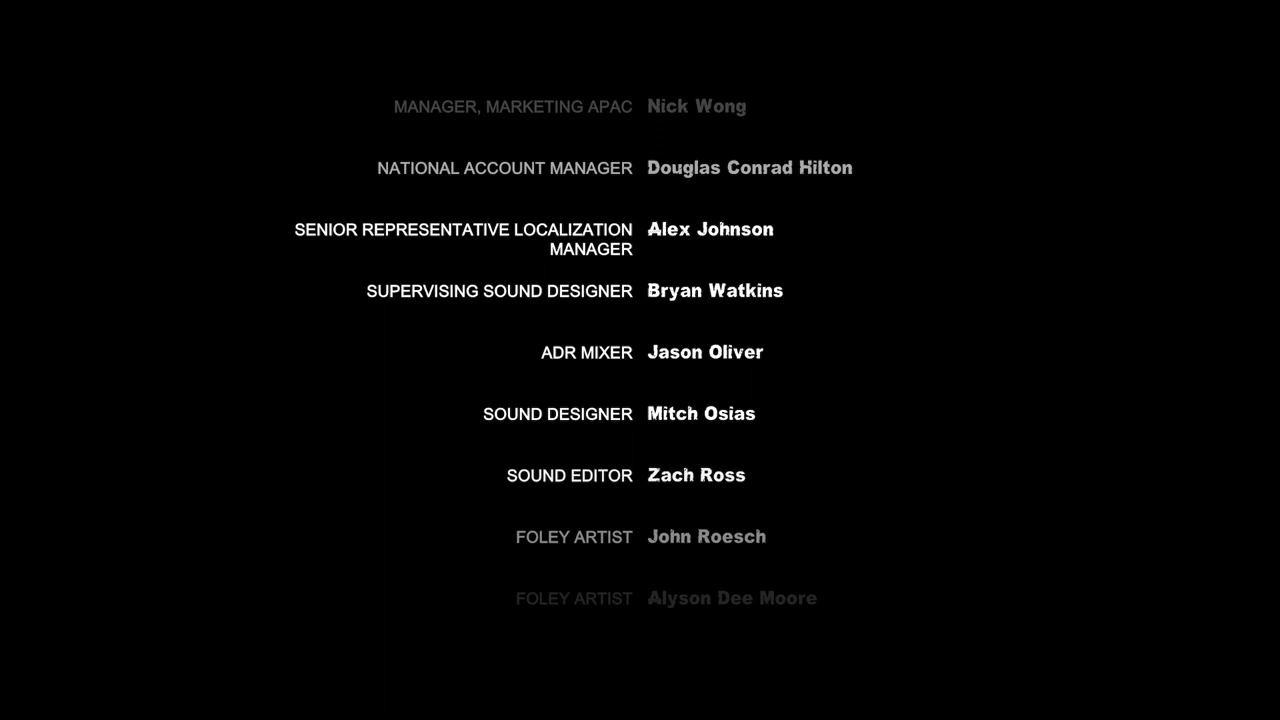 MANAGER, MARKETING APAC Nick Wong
NATIONAL ACCOUNT MANAGER Douglas Conrad Hilton
SENIOR REPRESENTATIVE LOCALIZATION Alex Johnson
MANAGER
SUPERVISING SOUND DESIGNER Bryan Watkins
ADR MIXER Jason Oliver
SOUND DESIGNER Mitch Osias
SOUND EDITOR Zach Ross
FOLEY ARTIST John Roesch
FOLEY ARTIST Alyson Dee Moore